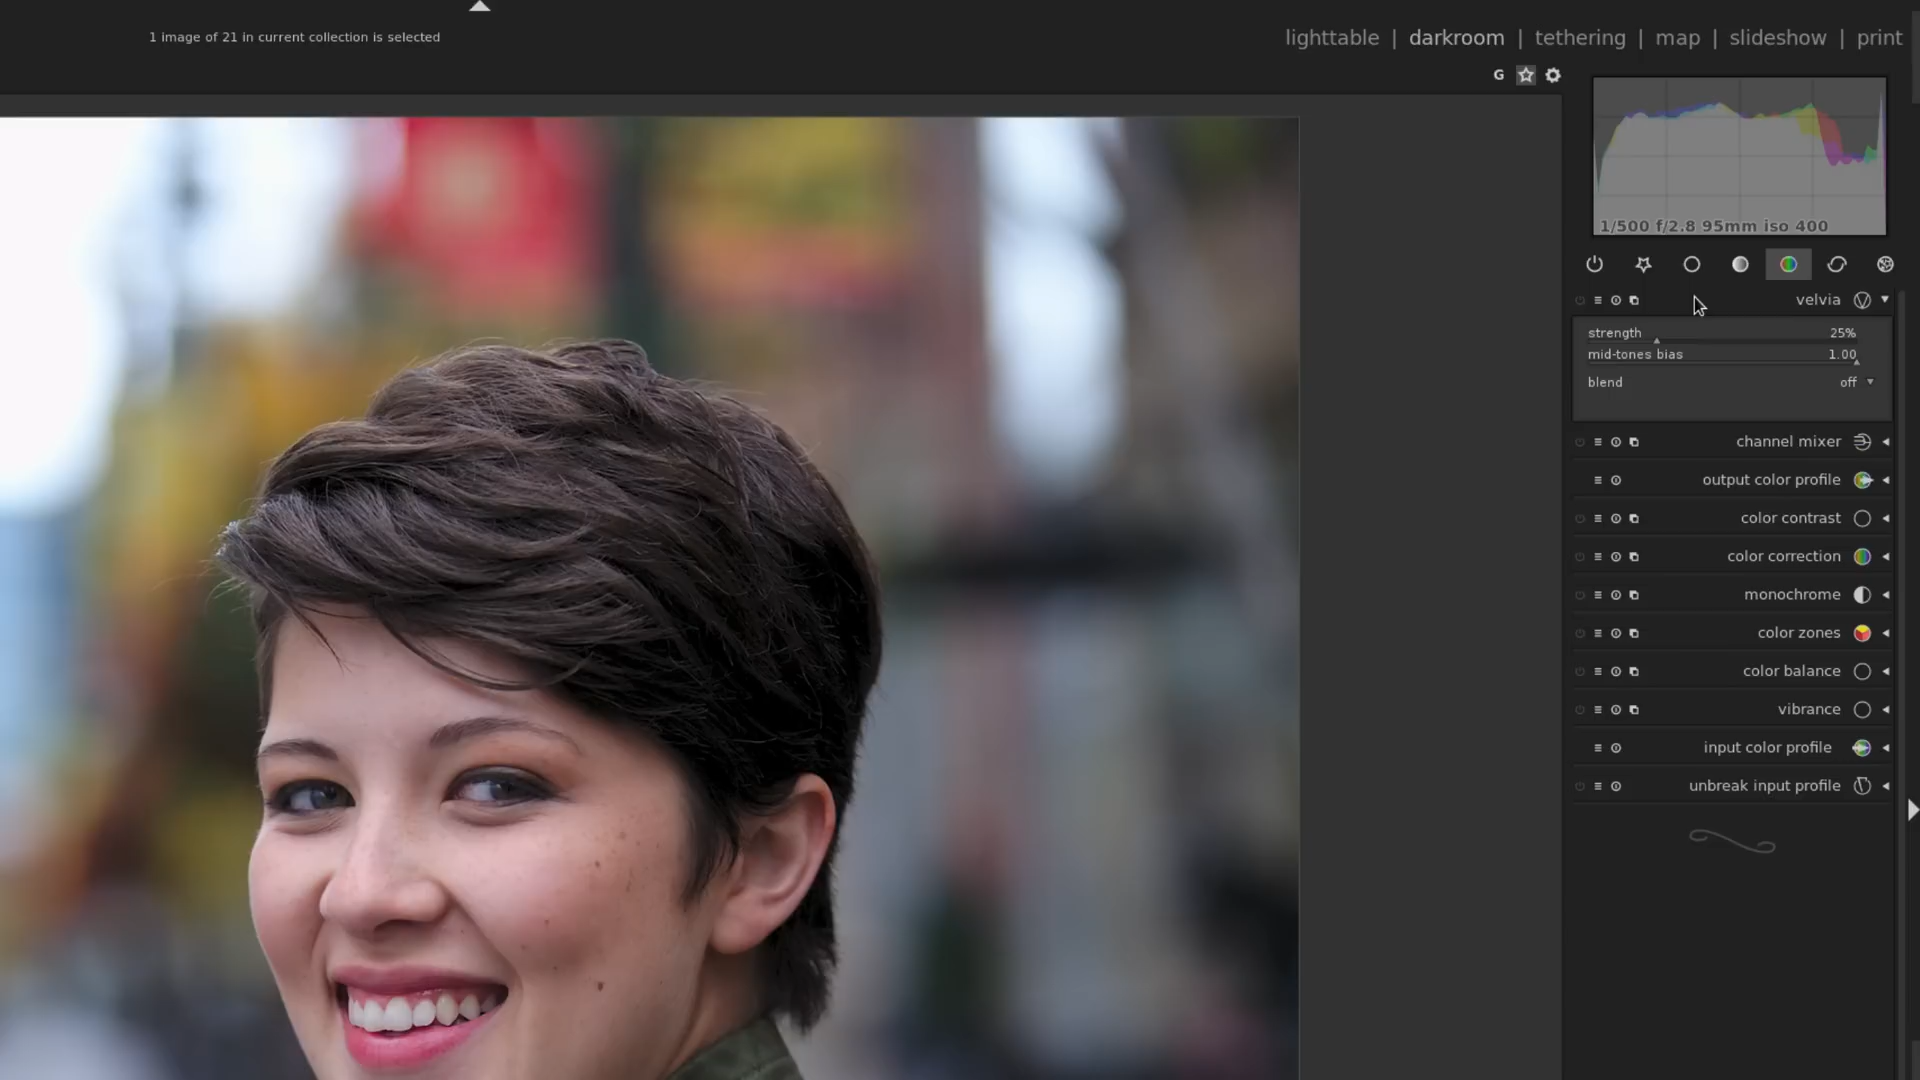 1 image of 21 in current collection is selected
lighttable | darkroom | tethering | map | slideshow | print
G
1/500 f/2.8 95mm iso 400
velvia
strength 25%
mid-tones bias 1.00
blend off
channel mixer
output color profile
color contrast
color correction
monochrome
color zones
color balance
vibrance
input color profile
unbreak input profile